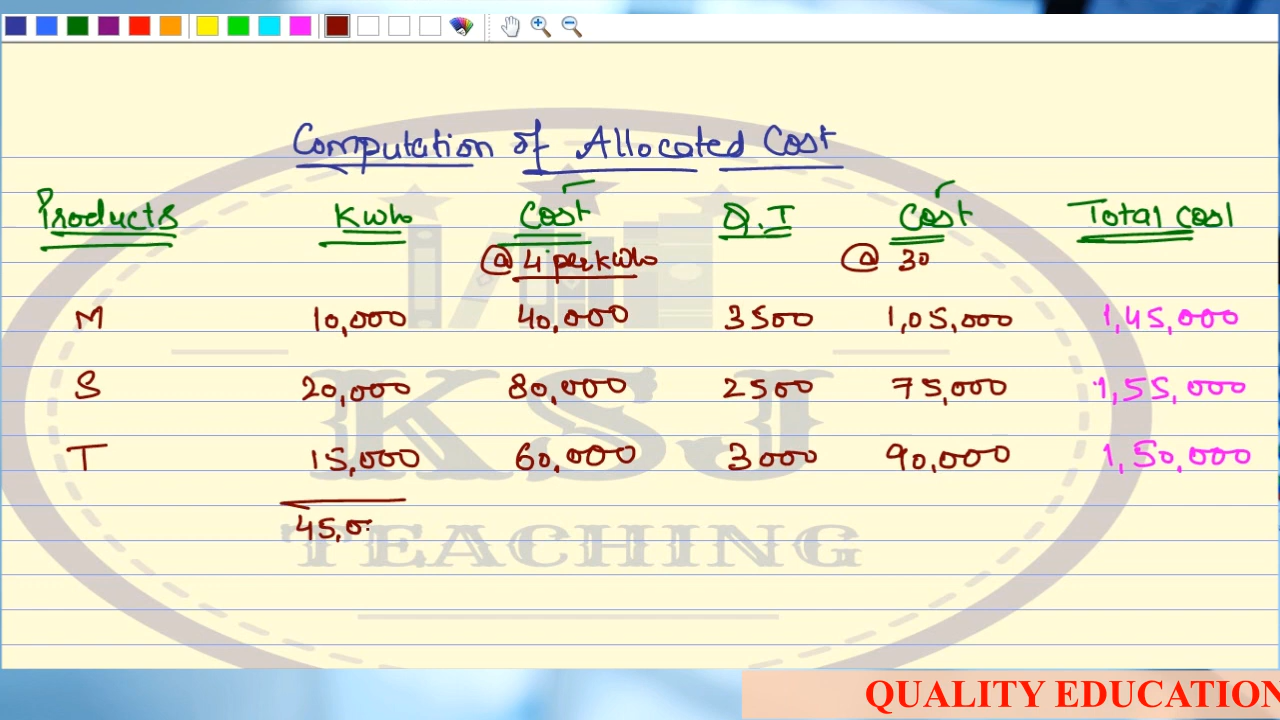 Computation of Allocated Cost
Products Kwh Cost Q.I Cost Total cost
@ 4 per kwh @ 30
M 10,000 40,000 3500 1,05,000 1,45,000
S 20,000 80,000 2500 75,000 1,55,000
T 15,000 60,000 3000 90,000 1,50,000
45,0
KSJ
TEACHING
QUALITY EDUCATION